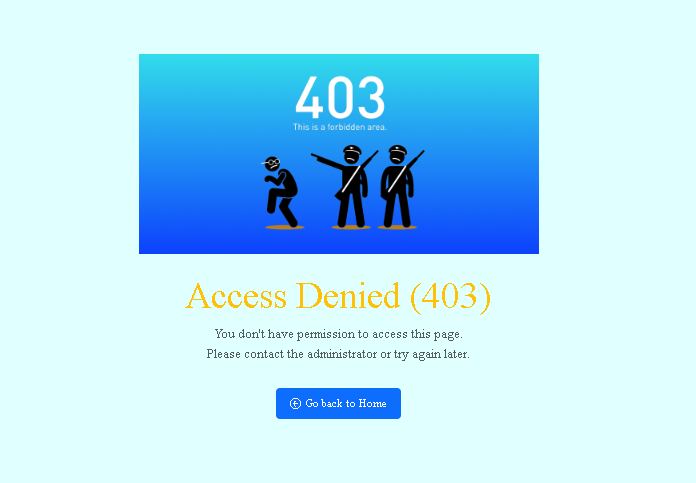 403
This is a forbidden area.
Access Denied (403)
You don't have permission to access this page.
Please contact the administrator or try again later.
Go back to Home